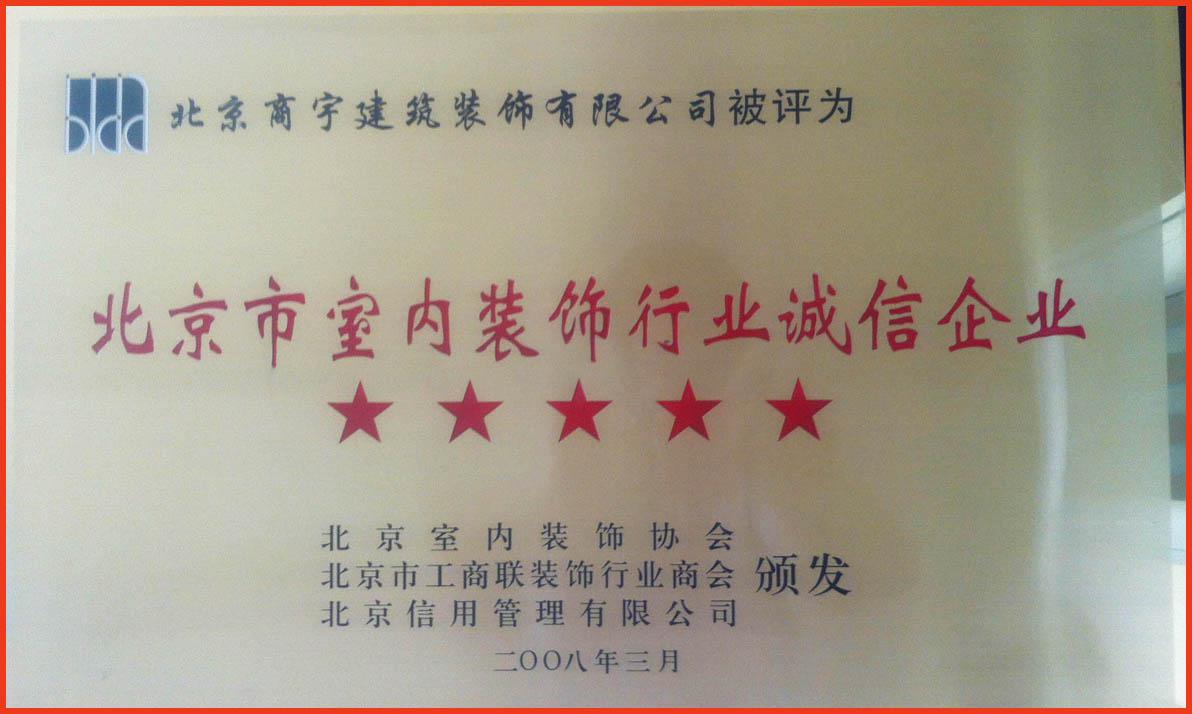 北京商宇建筑装饰有限公司被评为
北京市室内装饰行业诚信企业
★★★★★
北京室内装饰协会
北京市工商联装饰行业商会 颁发
北京信用管理有限公司
二〇〇八年三月